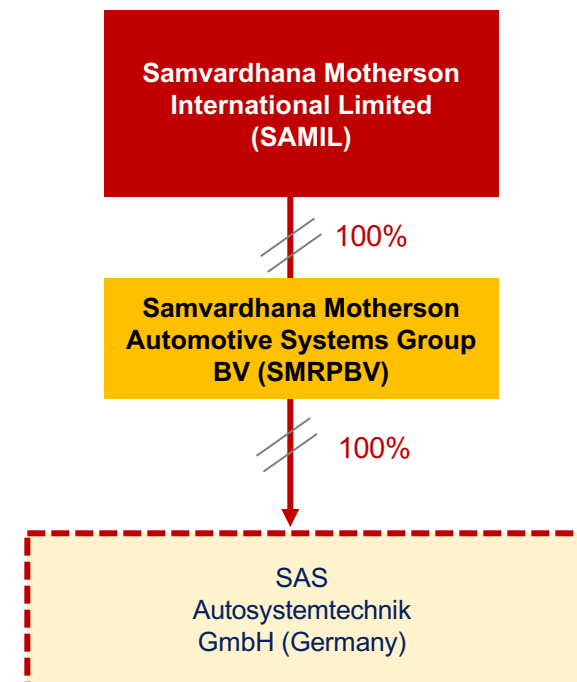 Samvardhana Motherson
International Limited
(SAMIL)
100%
Samvardhana Motherson
Automotive Systems Group
BV (SMRPBV)
100%
SAS
Autosystemtechnik
GmbH (Germany)